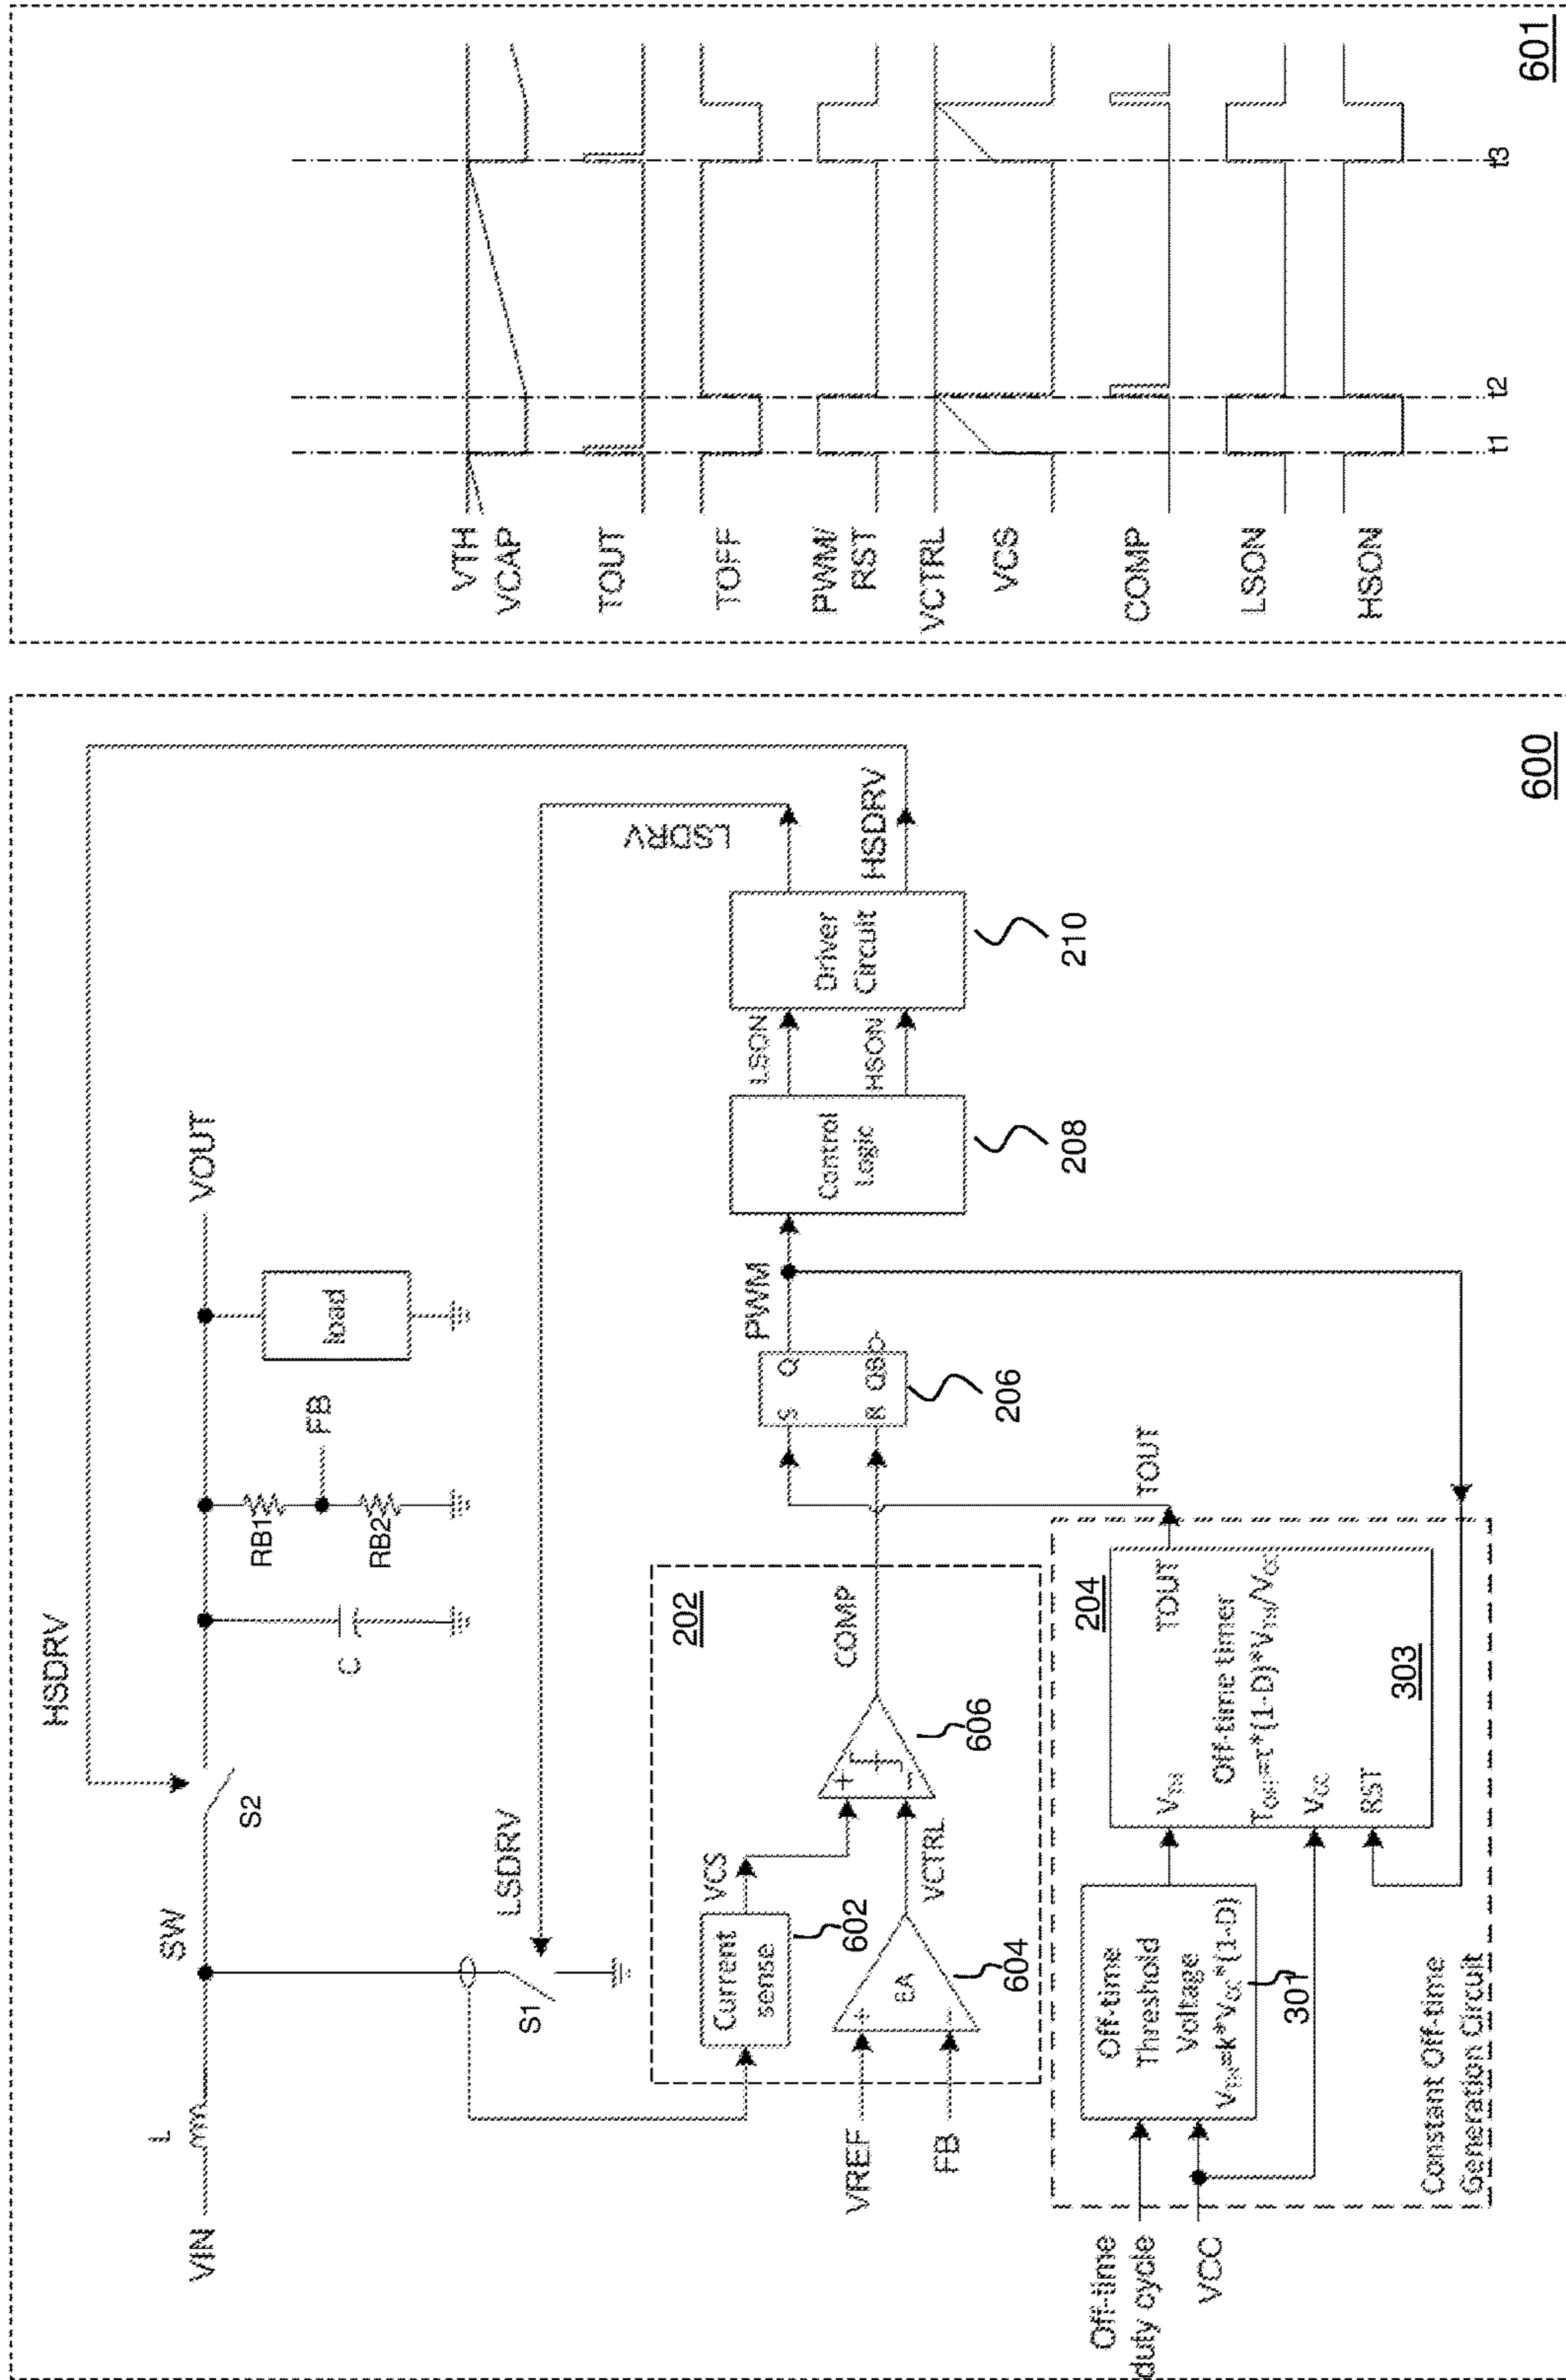 HSDRV
VIN
L
SW
S2
C
RB1
RB2
FB
load
VOUT
S1
LSDRV
LSDRV
202
Current
sense
602
VCS
VREF
FB
+
EA
-
604
VCTRL
+
-
606
COMP
S Q
R QB
206
PWM
Control
Logic
208
LSON
HSON
Driver
Circuit
210
HSDRV
Off-time
duty cycle
VCC
Off-time
Threshold
Voltage
VTH=k*VCC*(1-D)
301
204
TOUT
VTH
Off-time timer
VCC
RST
303
TOUT
Constant Off-time
Generation Circuit
600
VTH
VCAP
TOUT
TOFF
PWM/
RST
VCTRL
VCS
COMP
LSON
HSON
t1
t2
t3
601